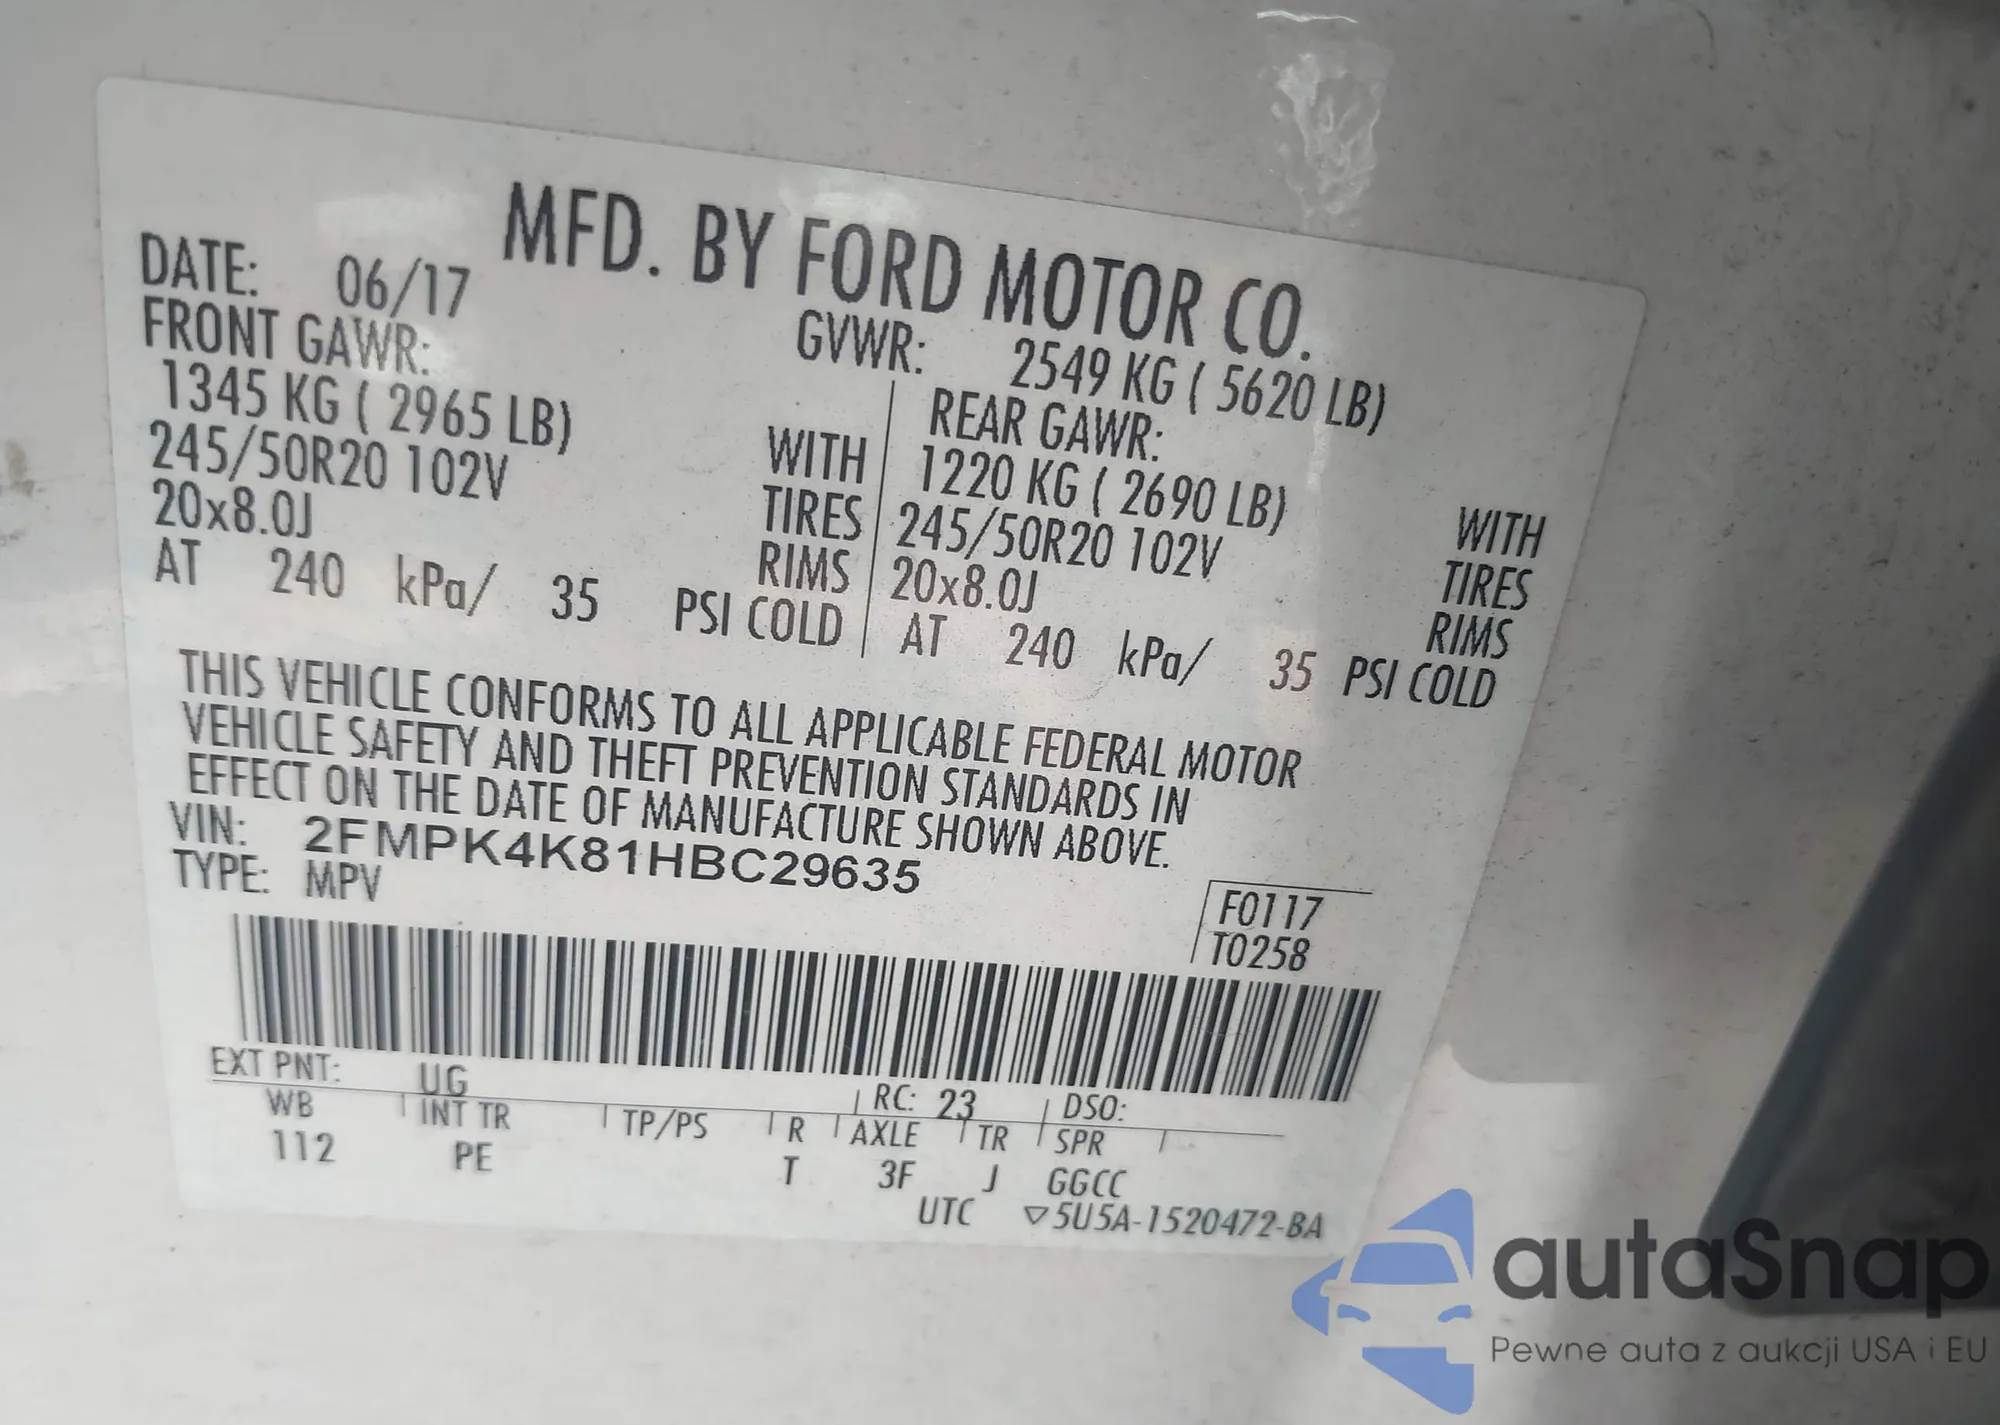 MFD. BY FORD MOTOR CO.
DATE: 06/17 GVWR: 2549 KG ( 5620 LB)
FRONT GAWR: REAR GAWR:
1345 KG ( 2965 LB) WITH 1220 KG ( 2690 LB) WITH
245/50R20 102V TIRES 245/50R20 102V TIRES
20x8.0J RIMS 20x8.0J RIMS
AT 240 kPa/ 35 PSI COLD AT 240 kPa/ 35 PSI COLD
THIS VEHICLE CONFORMS TO ALL APPLICABLE FEDERAL MOTOR
VEHICLE SAFETY AND THEFT PREVENTION STANDARDS IN
EFFECT ON THE DATE OF MANUFACTURE SHOWN ABOVE.
VIN: 2FMPK4K81HBC29635
TYPE: MPV
F0117
T0258
EXT PNT: UG RC: 23 DSO:
WB INT TR TP/PS R AXLE TR SPR
112 PE T 3F J GGCC
UTC ▽5U5A-1520472-BA
autaSnap
Pewne auta z aukcji USA i EU